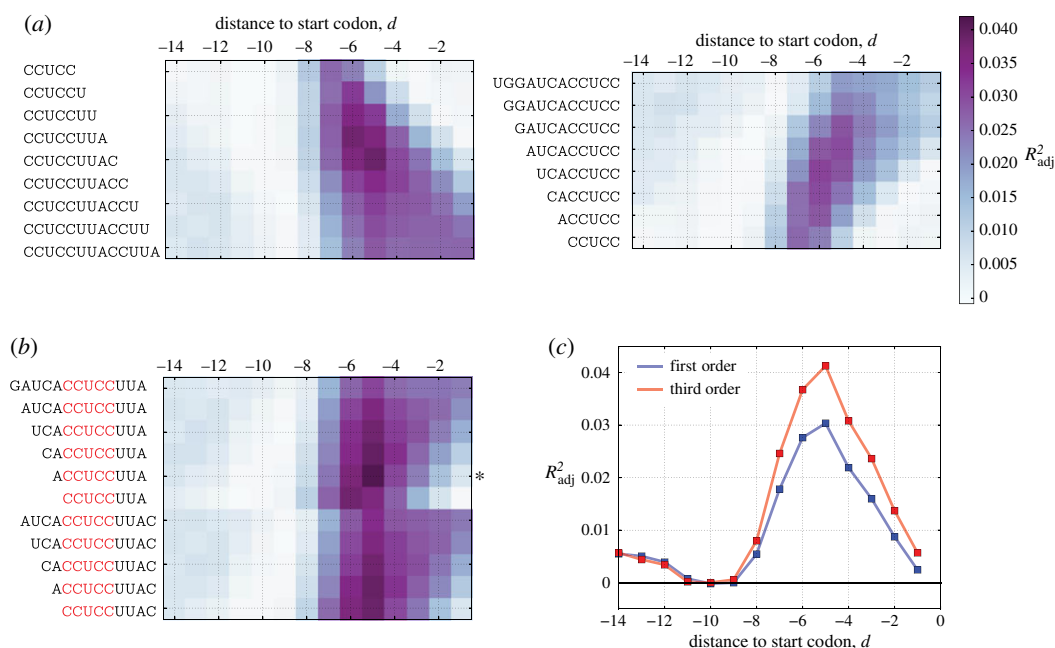 (a)
distance to start codon, d
−14 −12 −10 −8 −6 −4 −2
CCUCC
CCUCCU
CCUCCUU
CCUCCUUA
CCUCCUUAC
CCUCCUUACC
CCUCCUUACCU
CCUCCUUACCUU
CCUCCUUACCUUA
distance to start codon, d
−14 −12 −10 −8 −6 −4 −2
UGGAUCACCUCC
GGAUCACCUCC
GAUCACCUCC
AUCACCUCC
UCACCUCC
CACCUCC
ACCUCC
CCUCC
0.040
0.035
0.030
0.025
0.020
0.015
0.010
0.005
0
R²adj
(b)
−14 −12 −10 −8 −6 −4 −2
GAUCACCUCCUUA
AUCACCUCCUUA
UCACCUCCUUA
CACCUCCUUA
ACCUCCUUA *
CCUCCUUA
AUCACCUCCUUAC
UCACCUCCUUAC
CACCUCCUUAC
ACCUCCUUAC
CCUCCUUAC
(c)
first order
third order
R²adj
0.04
0.03
0.02
0.01
0
−14 −12 −10 −8 −6 −4 −2 0
distance to start codon, d